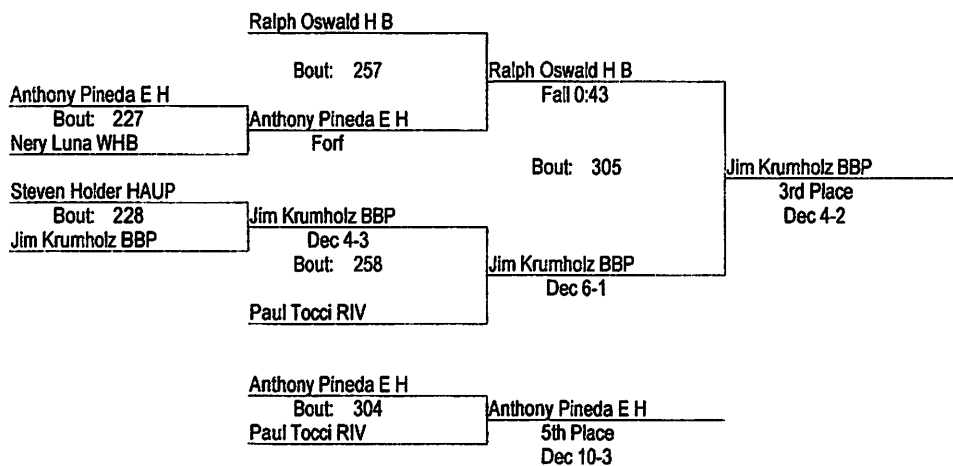 Ralph Oswald H B
Bout: 257
Ralph Oswald H B
Fall 0:43
Anthony Pineda E H
Bout: 227
Nery Luna WHB
Anthony Pineda E H
Forf
Bout: 305
Jim Krumholz BBP
3rd Place
Dec 4-2
Steven Holder HAUP
Bout: 228
Jim Krumholz BBP
Jim Krumholz BBP
Dec 4-3
Bout: 258
Jim Krumholz BBP
Dec 6-1
Paul Tocci RIV
Anthony Pineda E H
Bout: 304
Paul Tocci RIV
Anthony Pineda E H
5th Place
Dec 10-3